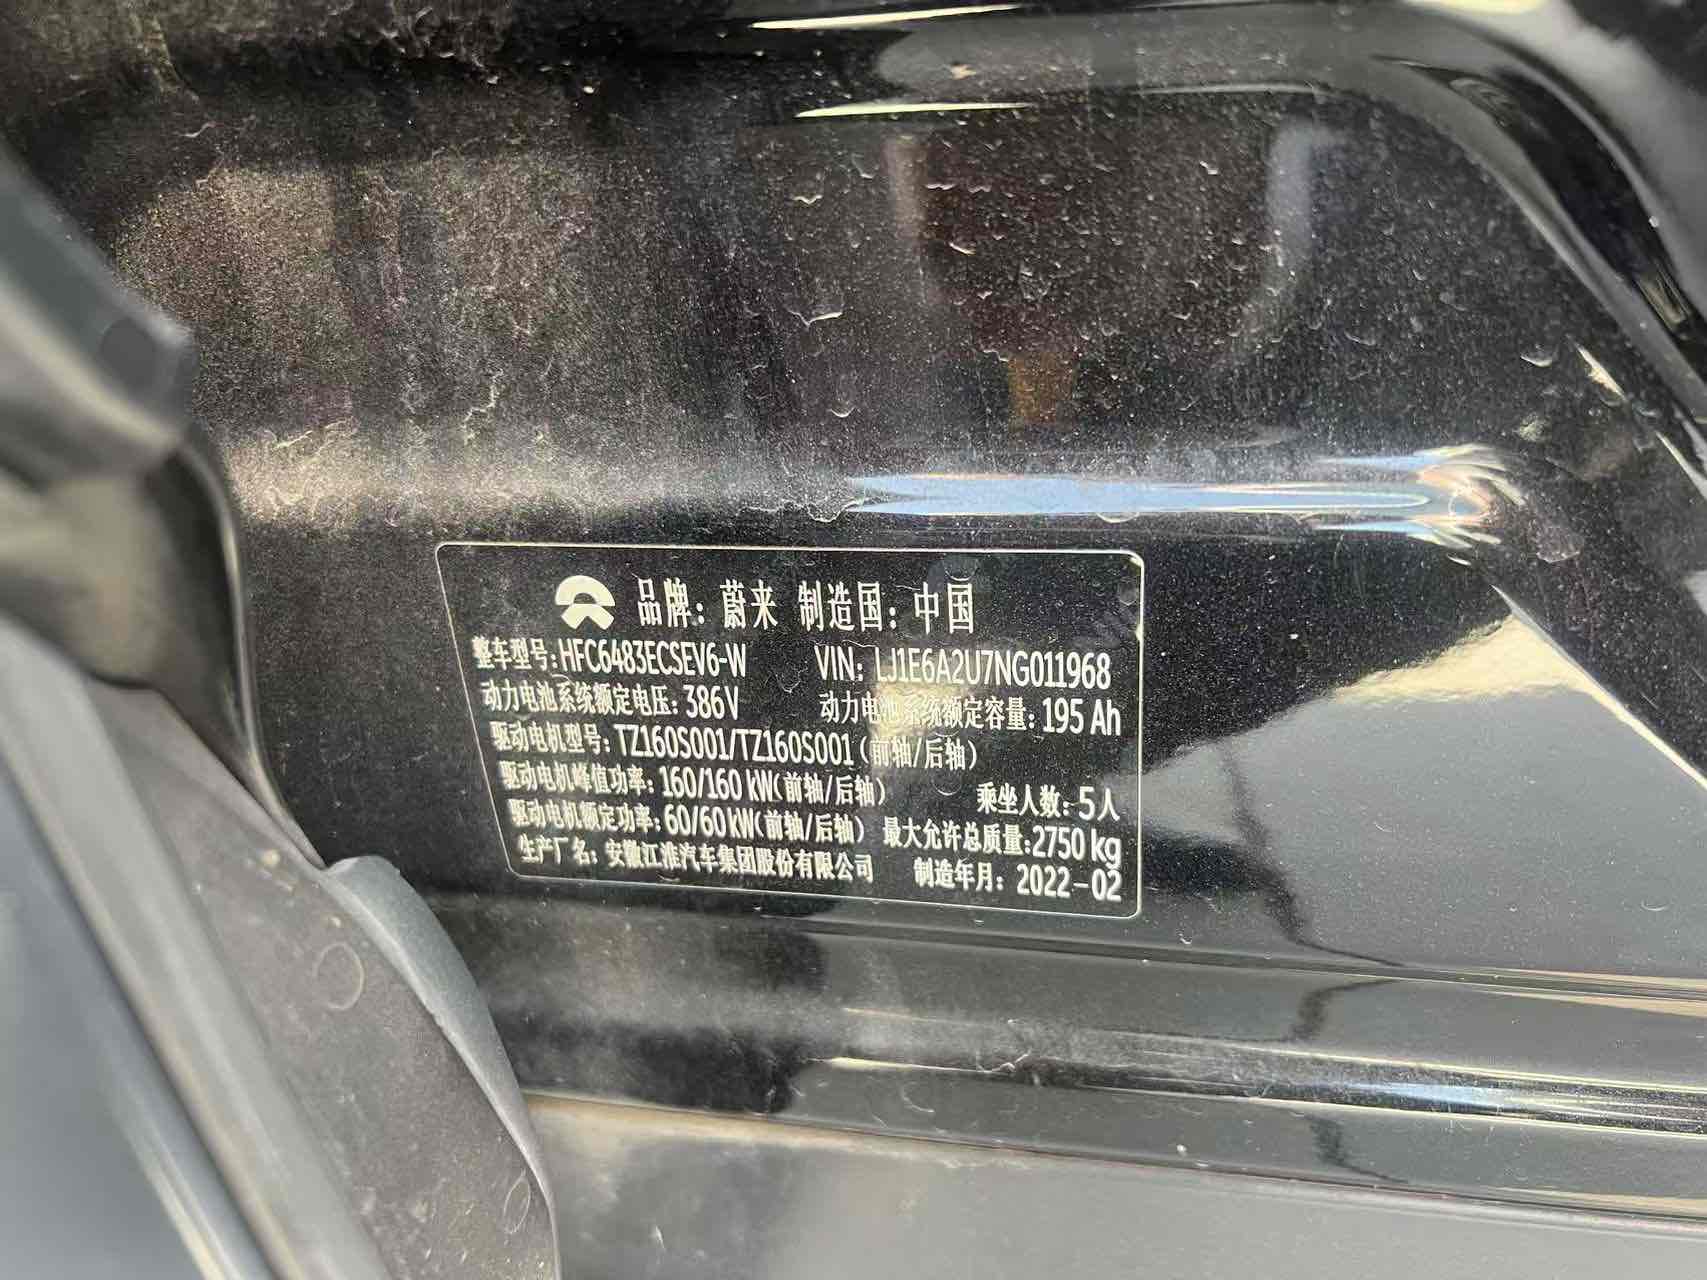 品牌：蔚来 制造国：中国
整车型号：HFC6483ECSEV6-W VIN：LJ1E6A2U7NG011968
动力电池系统额定电压：386V 动力电池系统额定容量：195 Ah
驱动电机型号：TZ160S001/TZ160S001（前轴/后轴）
驱动电机峰值功率：160/160 kW（前轴/后轴） 乘坐人数：5人
驱动电机额定功率：60/60kW（前轴/后轴） 最大允许总质量：2750 kg
生产厂名：安徽江淮汽车集团股份有限公司 制造年月：2022-02